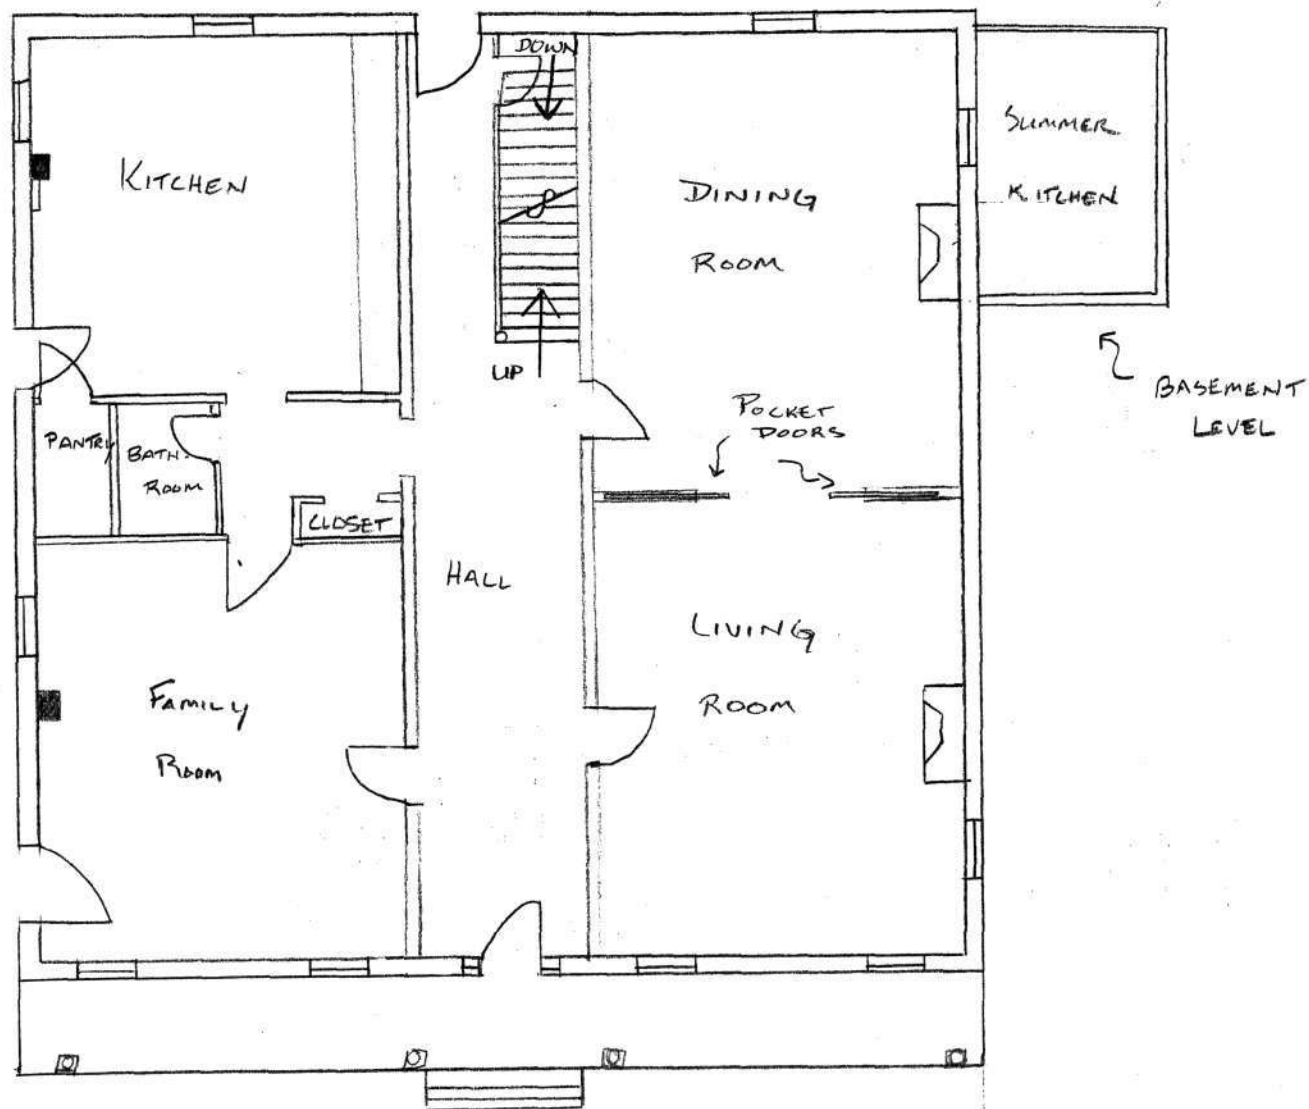 DOWN
KITCHEN
DINING
ROOM
SUMMER
KITCHEN
UP
BASEMENT
LEVEL
POCKET
DOORS
PANTRY
BATH-
ROOM
CLOSET
HALL
LIVING
ROOM
FAMILY
ROOM